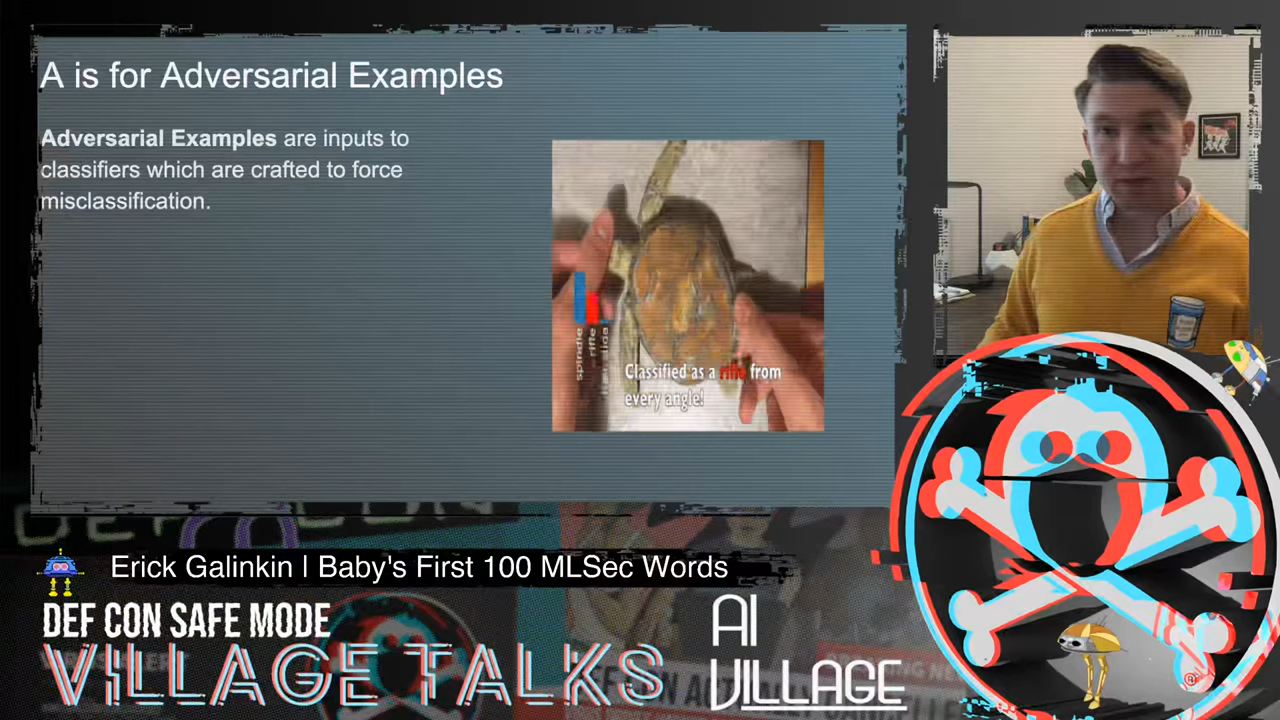 A is for Adversarial Examples
Adversarial Examples are inputs to
classifiers which are crafted to force
misclassification.
spindle
rifle
Classified as a rifle from
every angle!
Erick Galinkin | Baby's First 100 MLSec Words
DEF CON SAFE MODE
VILLAGE TALKS
AI
VILLAGE